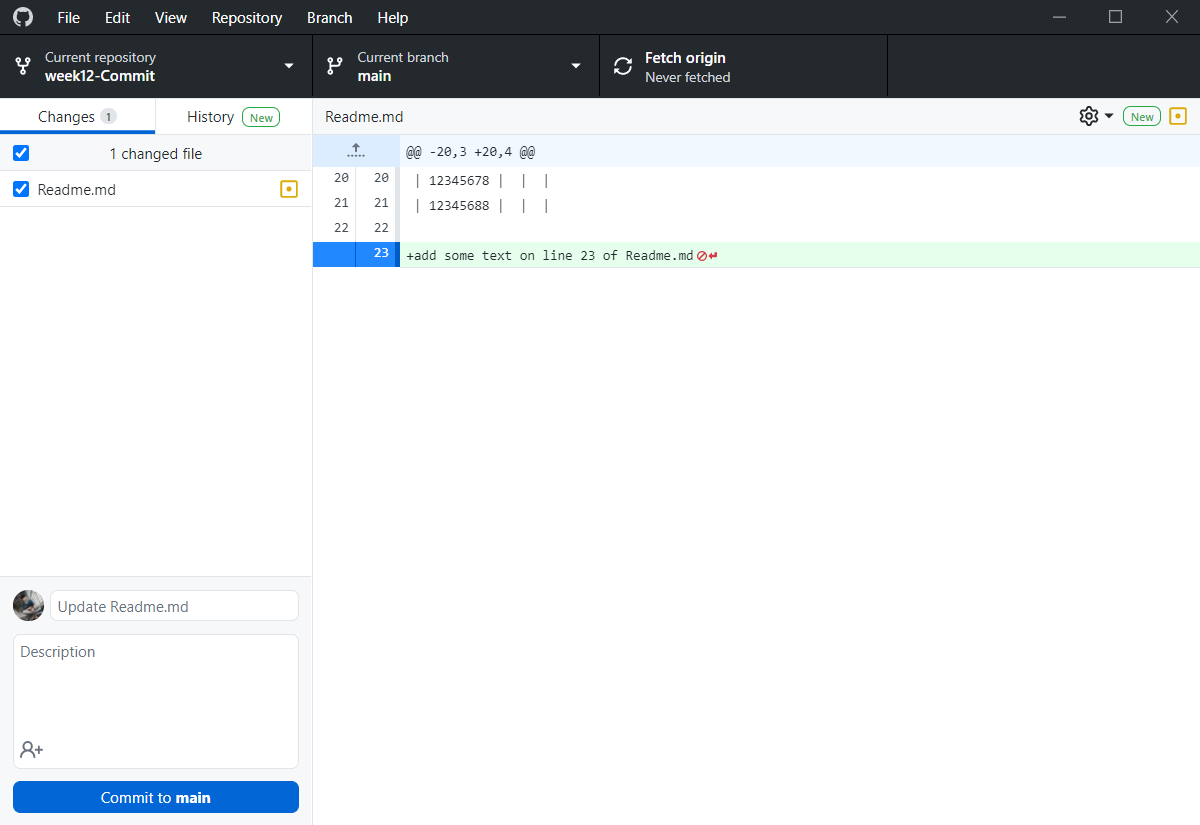 File Edit View Repository Branch Help
Current repository
week12-Commit
Current branch
main
Fetch origin
Never fetched
Changes 1
History New
Readme.md
New
1 changed file
Readme.md
@@ -20,3 +20,4 @@
20 20 | 12345678 | | |
21 21 | 12345688 | | |
22 22
23 +add some text on line 23 of Readme.md
Update Readme.md
Description
Commit to main